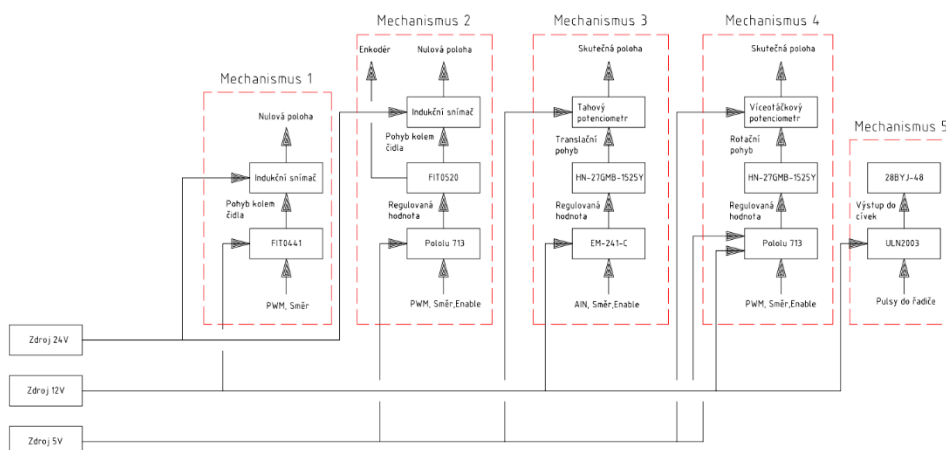 Mechanismus 1
Nulová poloha
Indukční snímač
Pohyb kolem
čidla
FIT0441
PWM, Směr
Mechanismus 2
Enkodér
Nulová poloha
Indukční snímač
Pohyb kolem
čidla
FIT0520
Regulovaná
hodnota
Pololu 713
PWM, Směr,Enable
Mechanismus 3
Skutečná poloha
Tahový
potenciometr
Translační
pohyb
HN-27GMB-1525Y
Regulovaná
hodnota
EM-241-C
AIN, Směr,Enable
Mechanismus 4
Skutečná poloha
Víceotáčkový
potenciometr
Rotační
pohyb
HN-27GMB-1525Y
Regulovaná
hodnota
Pololu 713
PWM, Směr,Enable
Mechanismus 5
28BYJ-48
Výstup do
cívek
ULN2003
Pulsy do řadiče
Zdroj 24V
Zdroj 12V
Zdroj 5V